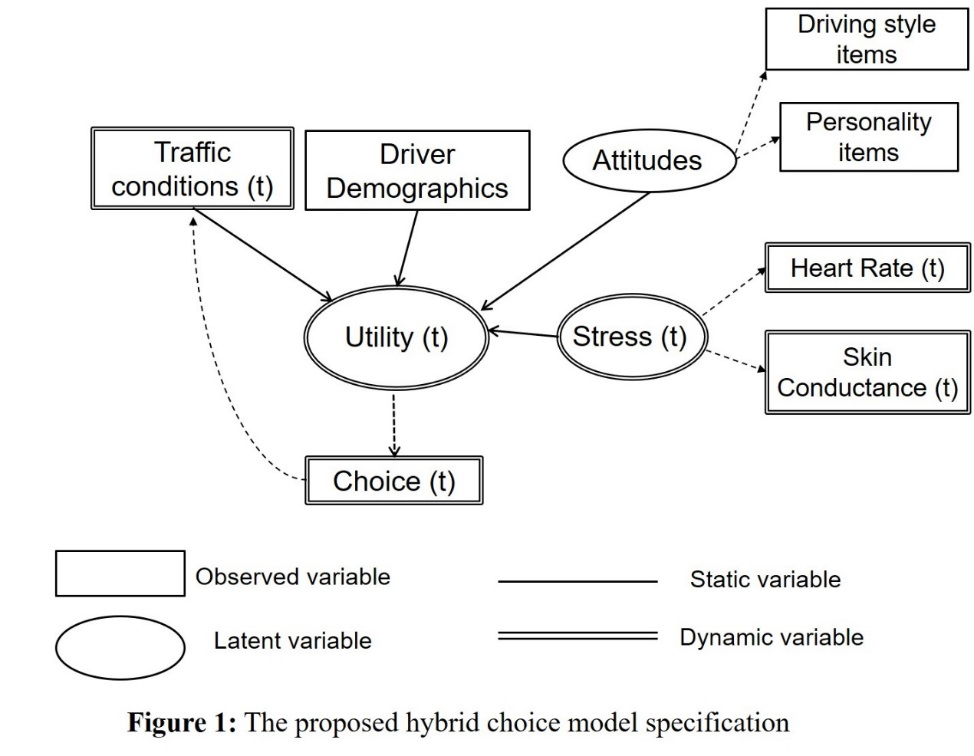 Driving style
items
Traffic
conditions (t)
Driver
Demographics
Attitudes
Personality
items
Heart Rate (t)
Utility (t)
Stress (t)
Skin
Conductance (t)
Choice (t)
Observed variable
Static variable
Latent variable
Dynamic variable
Figure 1: The proposed hybrid choice model specification